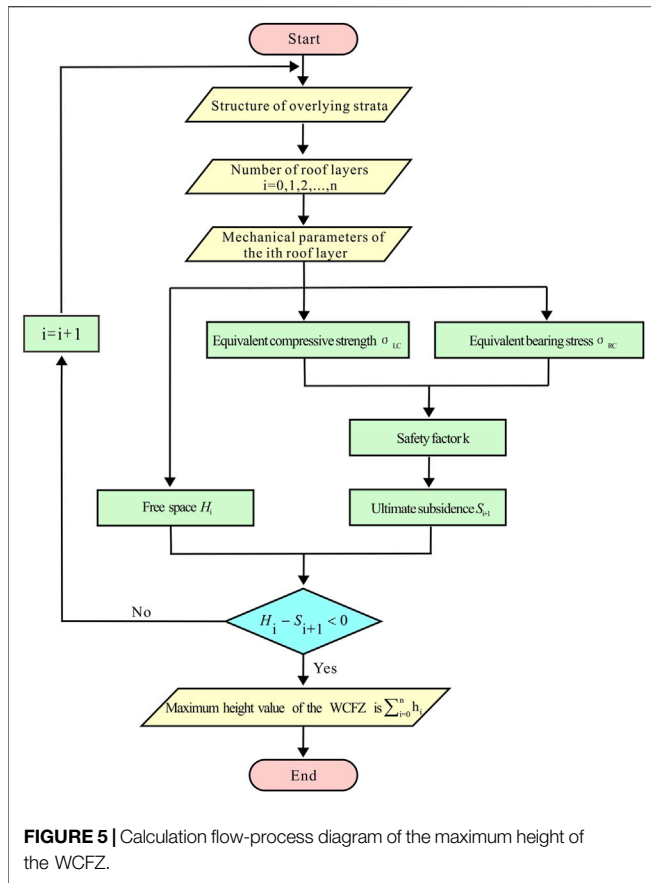 Start
Structure of overlying strata
Number of roof layers
i=0,1,2,...,n
Mechanical parameters of
the ith roof layer
i=i+1
Equivalent compressive strength σ LC
Equivalent bearing stress σ RC
Safety factor k
Free space Hi
Ultimate subsidence Si+1
No
Hi − Si+1 < 0
Yes
Maximum height value of the WCFZ is ∑ⁿᵢ₌₀ hi
End
FIGURE 5 | Calculation flow-process diagram of the maximum height of
the WCFZ.